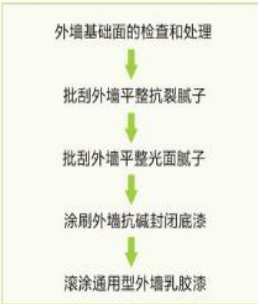 外墙基础面的检查和处理
批刮外墙平整抗裂腻子
批刮外墙平整光面腻子
涂刷外墙抗碱封闭底漆
滚涂通用型外墙乳胶漆